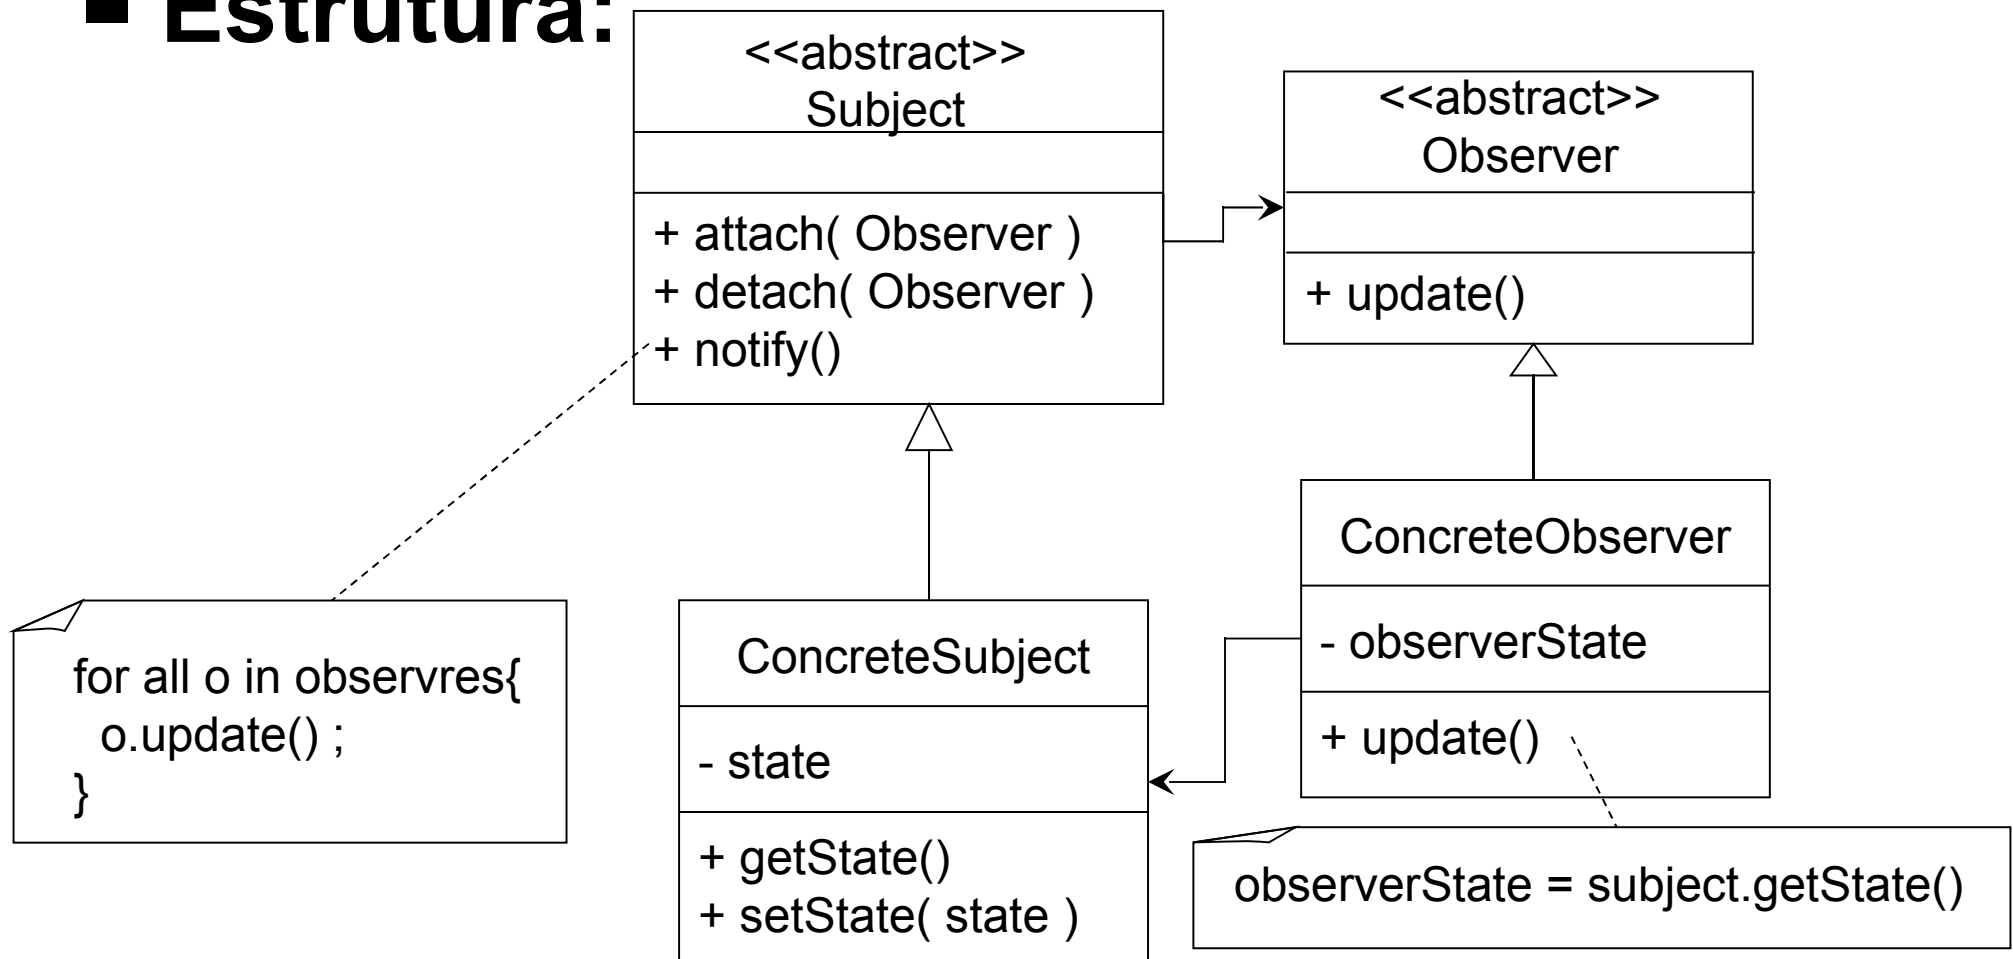 ■ Estrutura:
<<abstract>>
Subject
+ attach( Observer )
+ detach( Observer )
+ notify()
<<abstract>>
Observer
+ update()
ConcreteObserver
- observerState
+ update()
for all o in observres{
o.update() ;
}
ConcreteSubject
- state
+ getState()
+ setState( state )
observerState = subject.getState()